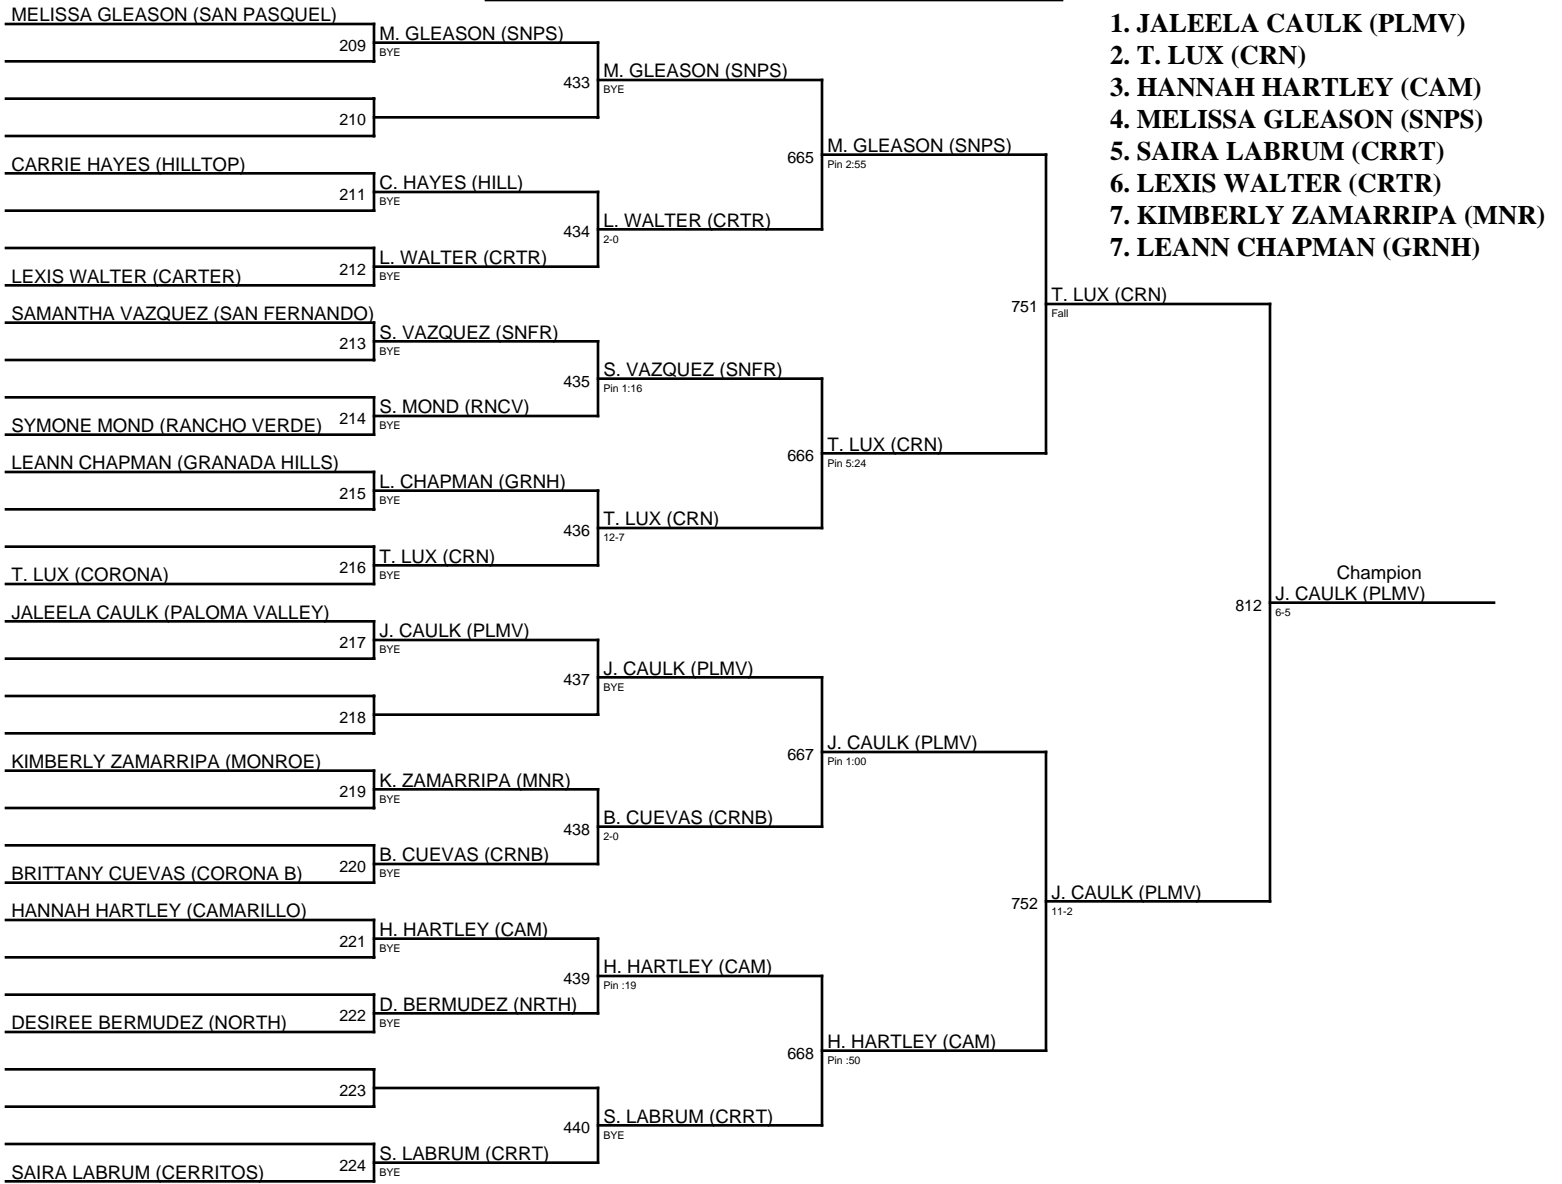 MELISSA GLEASON (SAN PASQUEL)
209
M. GLEASON (SNPS)
BYE
433
M. GLEASON (SNPS)
BYE
210
665
M. GLEASON (SNPS)
Pin 2:55
CARRIE HAYES (HILLTOP)
211
C. HAYES (HILL)
BYE
434
L. WALTER (CRTR)
2-0
212
L. WALTER (CRTR)
BYE
LEXIS WALTER (CARTER)
751
T. LUX (CRN)
Fall
SAMANTHA VAZQUEZ (SAN FERNANDO)
213
S. VAZQUEZ (SNFR)
BYE
435
S. VAZQUEZ (SNFR)
Pin 1:16
214
S. MOND (RNCV)
BYE
SYMONE MOND (RANCHO VERDE)
666
T. LUX (CRN)
Pin 5:24
LEANN CHAPMAN (GRANADA HILLS)
215
L. CHAPMAN (GRNH)
BYE
436
T. LUX (CRN)
12-7
216
T. LUX (CRN)
BYE
T. LUX (CORONA)
Champion
812
J. CAULK (PLMV)
6-5
JALEELA CAULK (PALOMA VALLEY)
217
J. CAULK (PLMV)
BYE
437
J. CAULK (PLMV)
BYE
218
667
J. CAULK (PLMV)
Pin 1:00
KIMBERLY ZAMARRIPA (MONROE)
219
K. ZAMARRIPA (MNR)
BYE
438
B. CUEVAS (CRNB)
2-0
220
B. CUEVAS (CRNB)
BYE
BRITTANY CUEVAS (CORONA B)
752
J. CAULK (PLMV)
11-2
HANNAH HARTLEY (CAMARILLO)
221
H. HARTLEY (CAM)
BYE
439
H. HARTLEY (CAM)
Pin :19
222
D. BERMUDEZ (NRTH)
BYE
DESIREE BERMUDEZ (NORTH)
668
H. HARTLEY (CAM)
Pin :50
223
440
S. LABRUM (CRRT)
BYE
224
S. LABRUM (CRRT)
BYE
SAIRA LABRUM (CERRITOS)
1. JALEELA CAULK (PLMV)
2. T. LUX (CRN)
3. HANNAH HARTLEY (CAM)
4. MELISSA GLEASON (SNPS)
5. SAIRA LABRUM (CRRT)
6. LEXIS WALTER (CRTR)
7. KIMBERLY ZAMARRIPA (MNR)
7. LEANN CHAPMAN (GRNH)